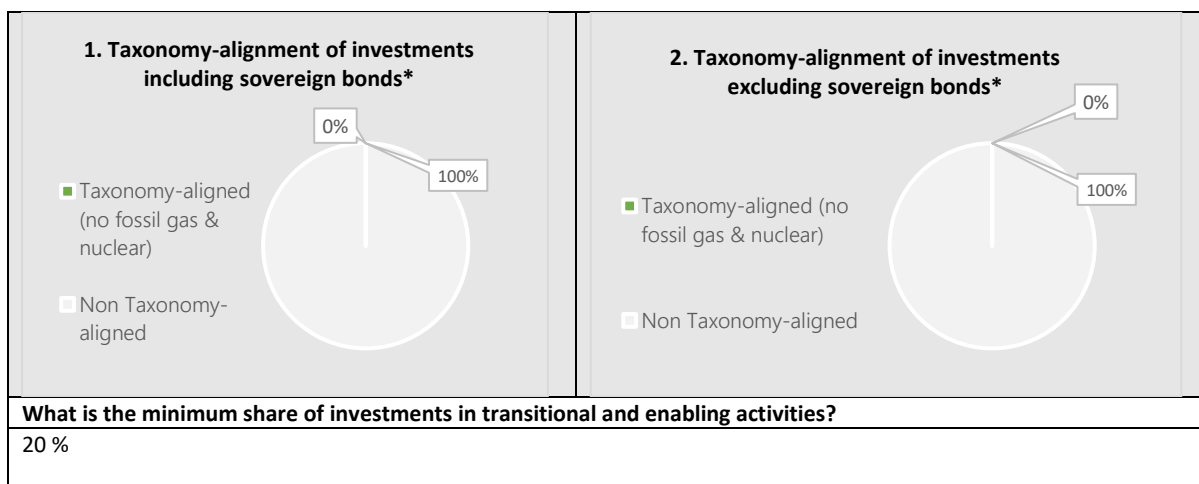 1. Taxonomy-alignment of investments
including sovereign bonds*
0%
100%
Taxonomy-aligned
(no fossil gas &
nuclear)
Non Taxonomy-
aligned
2. Taxonomy-alignment of investments
excluding sovereign bonds*
0%
100%
Taxonomy-aligned (no
fossil gas & nuclear)
Non Taxonomy-aligned
What is the minimum share of investments in transitional and enabling activities?
20 %